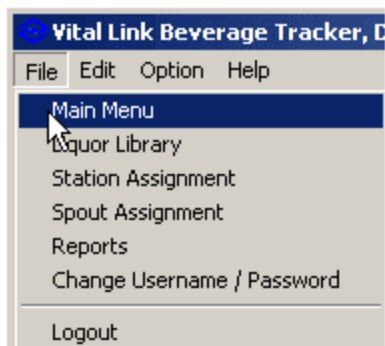 Vital Link Beverage Tracker, D
File Edit Option Help
Main Menu
Liquor Library
Station Assignment
Spout Assignment
Reports
Change Username / Password
Logout